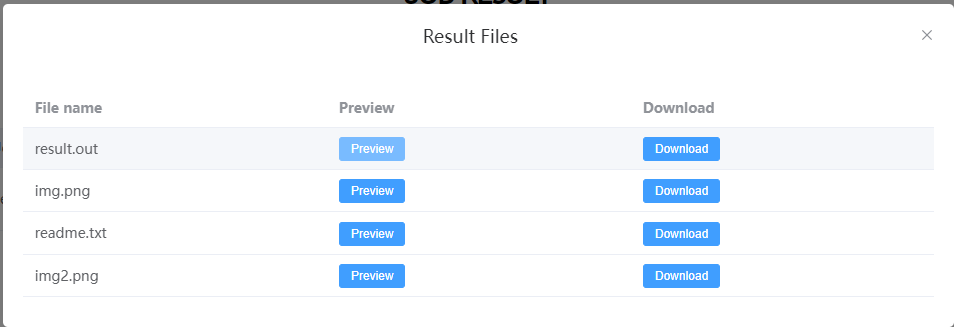 Result Files
File name Preview Download
result.out Preview Download
img.png Preview Download
readme.txt Preview Download
img2.png Preview Download